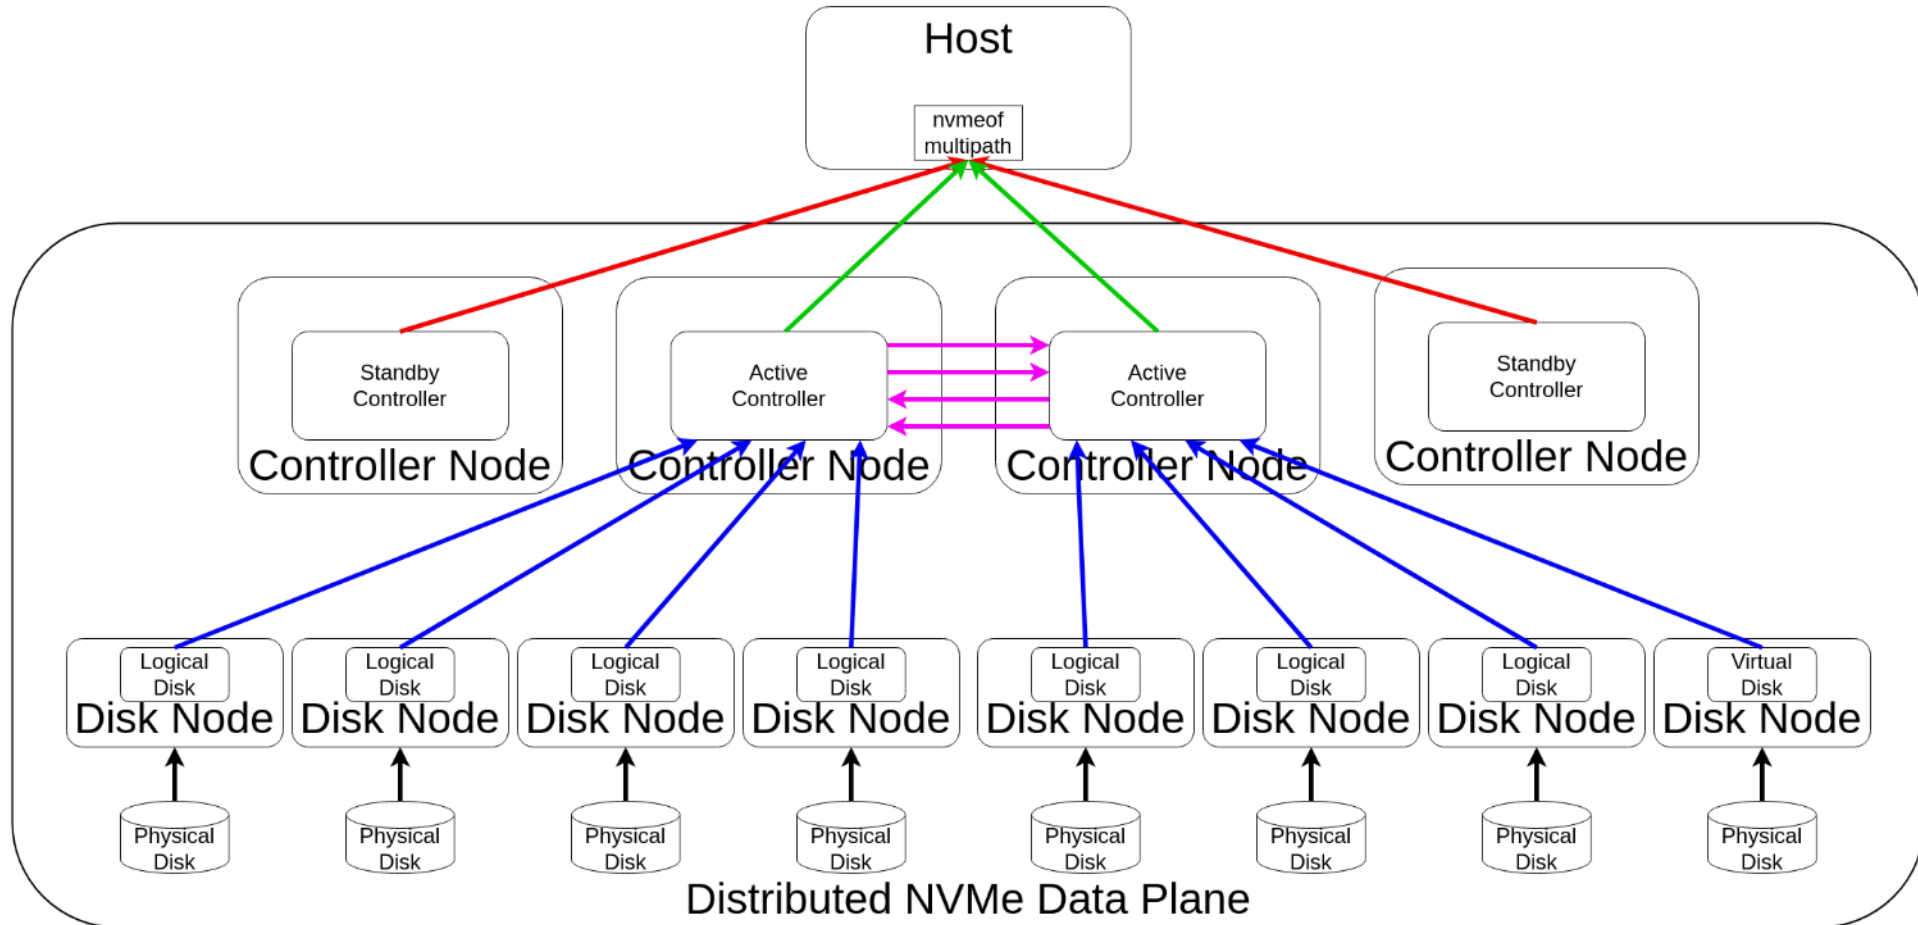 Host
nvmeof
multipath
Standby
Controller
Controller Node
Active
Controller
Controller Node
Active
Controller
Controller Node
Standby
Controller
Controller Node
Logical
Disk
Disk Node
Logical
Disk
Disk Node
Logical
Disk
Disk Node
Logical
Disk
Disk Node
Logical
Disk
Disk Node
Logical
Disk
Disk Node
Logical
Disk
Disk Node
Virtual
Disk
Disk Node
Physical
Disk
Physical
Disk
Physical
Disk
Physical
Disk
Physical
Disk
Physical
Disk
Physical
Disk
Physical
Disk
Distributed NVMe Data Plane